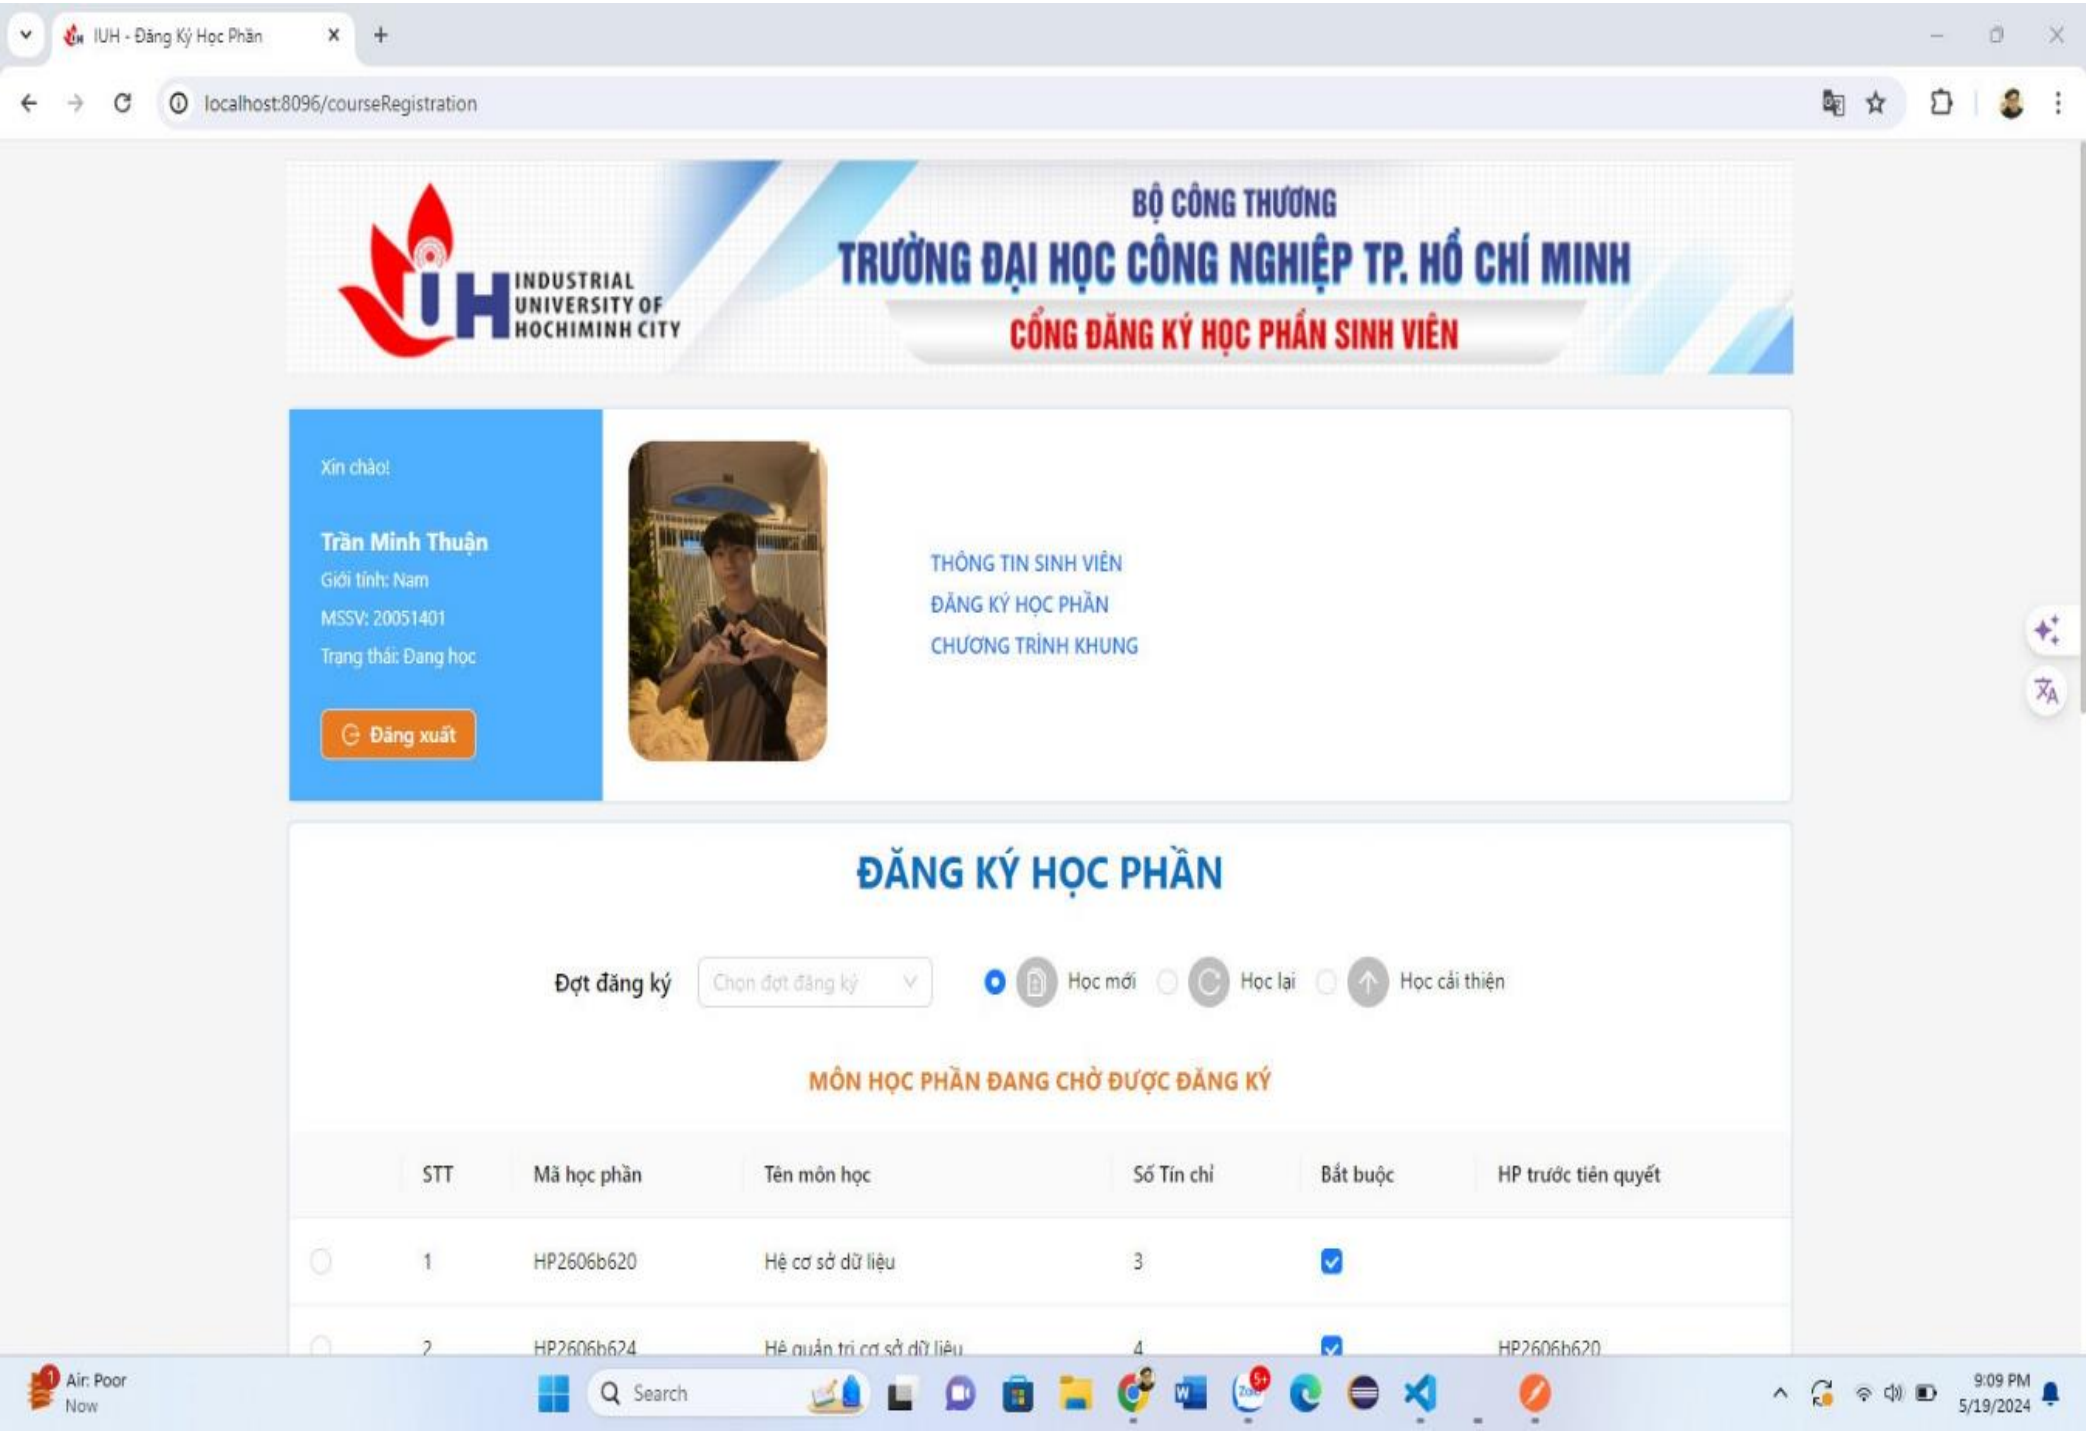 IUH - Đăng Ký Học Phần
localhost:8096/courseRegistration
BỘ CÔNG THƯƠNG
TRƯỜNG ĐẠI HỌC CÔNG NGHIỆP TP. HỒ CHÍ MINH
CỔNG ĐĂNG KÝ HỌC PHẦN SINH VIÊN
IUH
INDUSTRIAL
UNIVERSITY OF
HOCHIMINH CITY
Xin chào!
Trần Minh Thuận
Giới tính: Nam
MSSV: 20051401
Trạng thái: Đang học
Đăng xuất
THÔNG TIN SINH VIÊN
ĐĂNG KÝ HỌC PHẦN
CHƯƠNG TRÌNH KHUNG
ĐĂNG KÝ HỌC PHẦN
Đợt đăng ký Chọn đợt đăng ký Học mới Học lại Học cải thiện
MÔN HỌC PHẦN ĐANG CHỜ ĐƯỢC ĐĂNG KÝ
STT Mã học phần Tên môn học Số Tín chỉ Bắt buộc HP trước tiên quyết
1 HP2606b620 Hệ cơ sở dữ liệu 3
2 HP2606b624 Hệ quản trị cơ sở dữ liệu 4 HP2606b620
1 Air: Poor
Now
Search
Zalo
5+
9:09 PM
5/19/2024